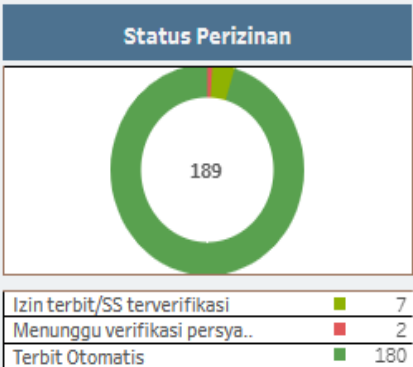 Status Perizinan
189
Izin terbit/SS terverifikasi 7
Menunggu verifikasi persya.. 2
Terbit Otomatis 180